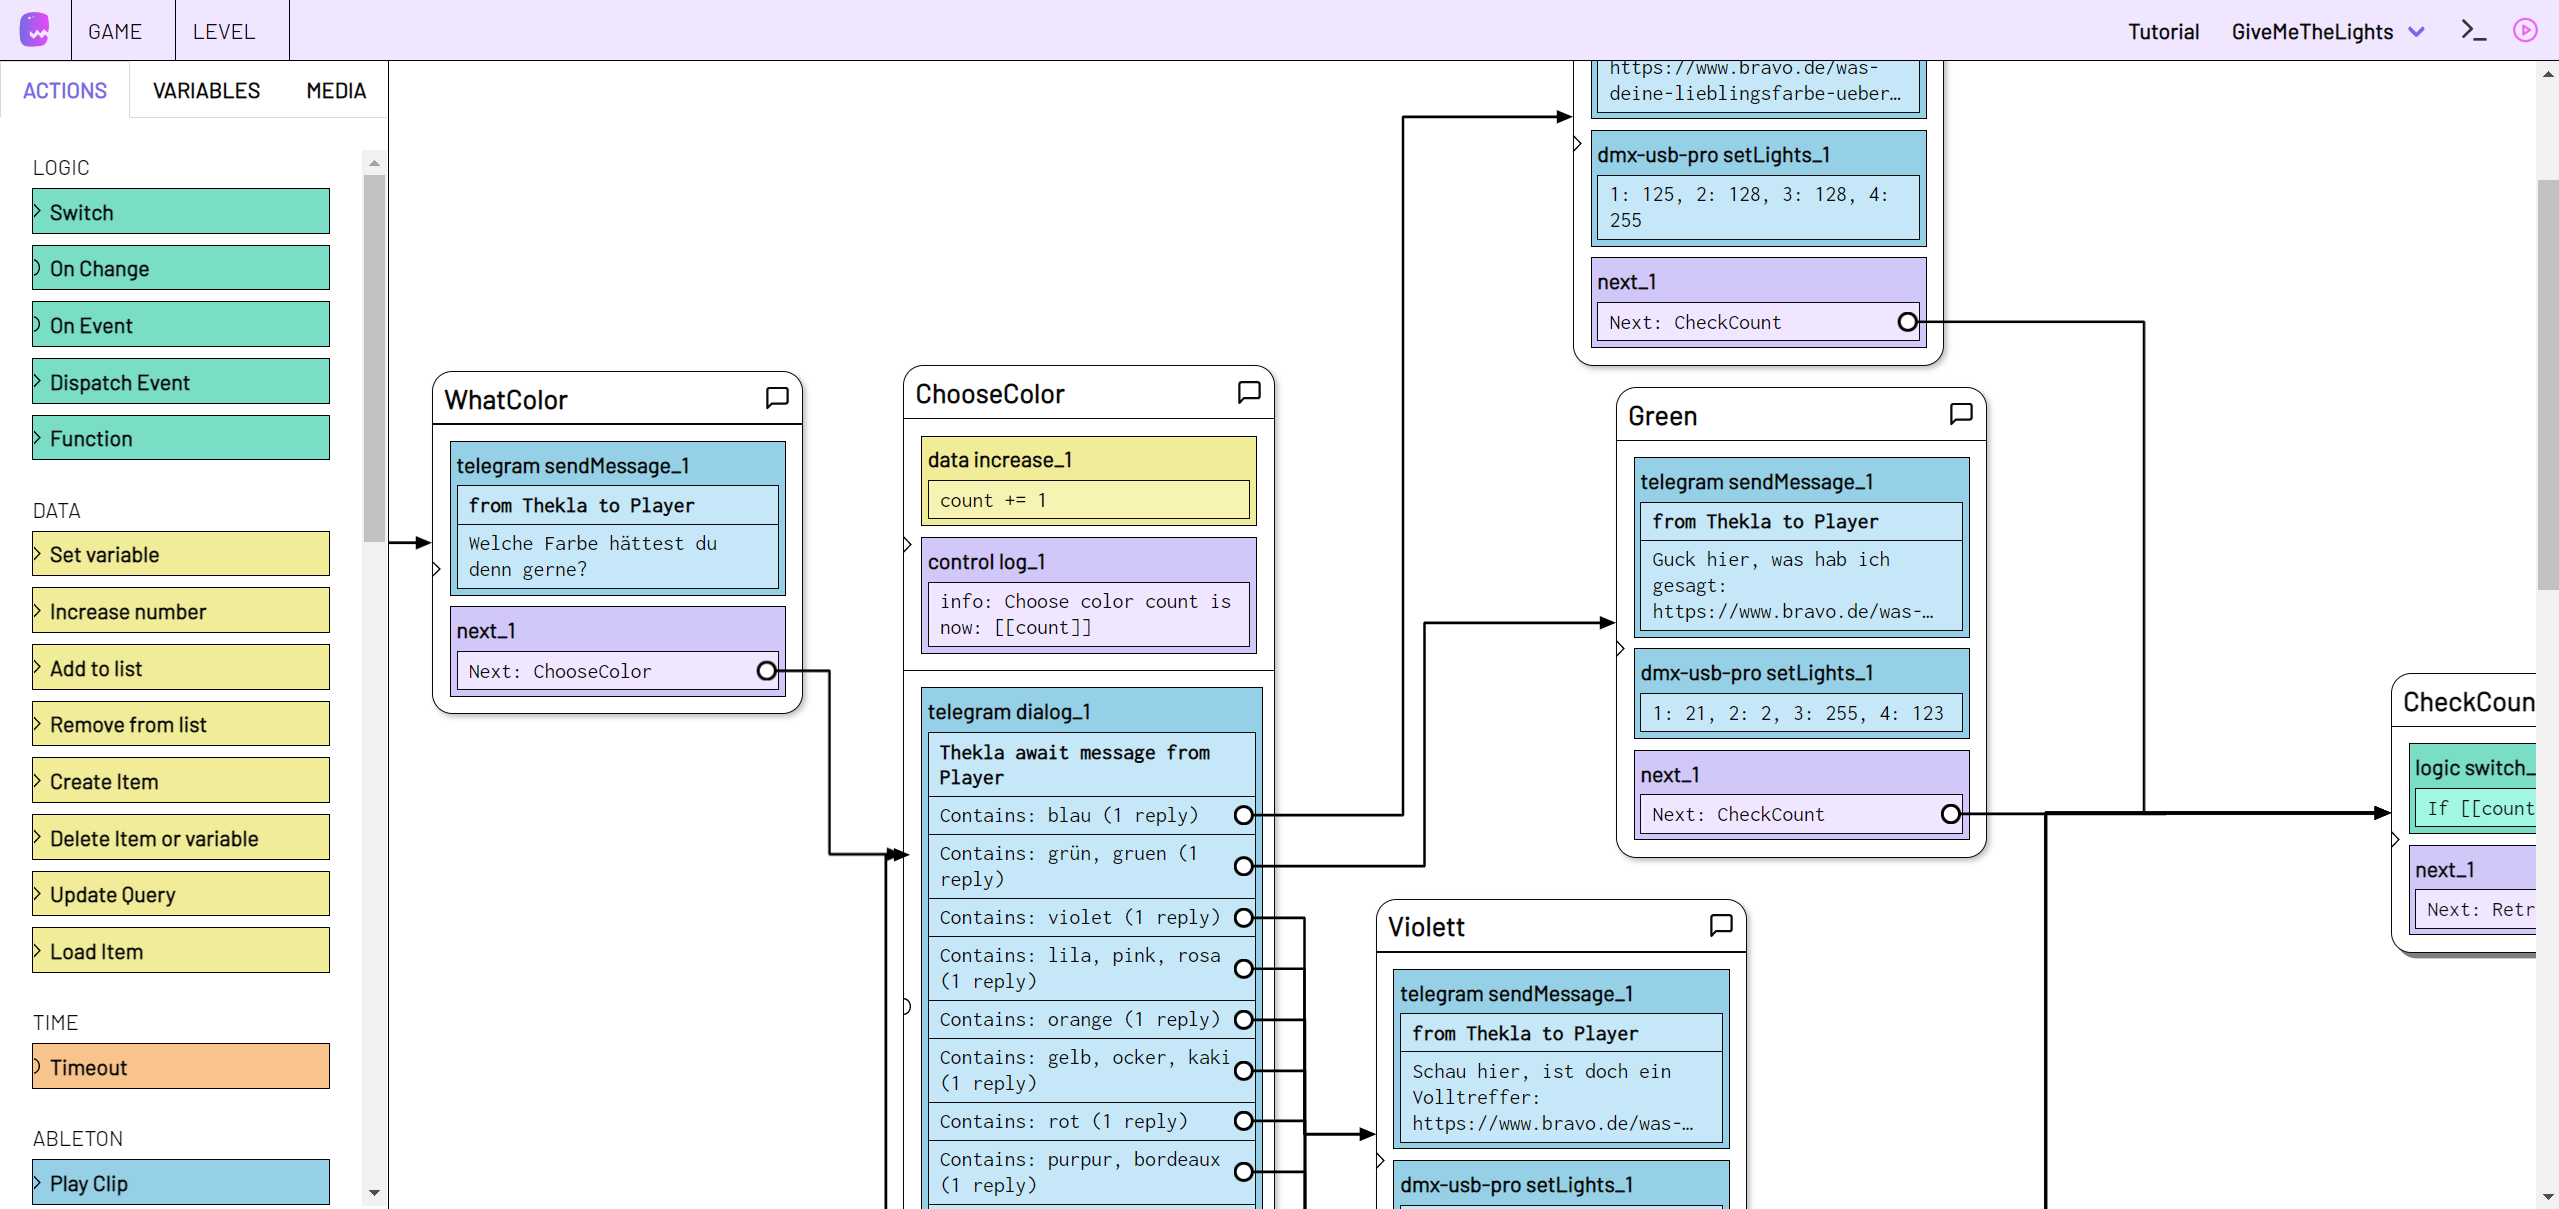 GAME
LEVEL
Tutorial
GiveMeTheLights
ACTIONS
VARIABLES
MEDIA
LOGIC
Switch
On Change
On Event
Dispatch Event
Function
DATA
Set variable
Increase number
Add to list
Remove from list
Create Item
Delete Item or variable
Update Query
Load Item
TIME
Timeout
ABLETON
Play Clip
WhatColor
telegram sendMessage_1
from Thekla to Player
Welche Farbe hättest du
denn gerne?
next_1
Next: ChooseColor
ChooseColor
data increase_1
count += 1
control log_1
info: Choose color count is
now: [[count]]
telegram dialog_1
Thekla await message from
Player
Contains: blau (1 reply)
Contains: grün, gruen (1
reply)
Contains: violet (1 reply)
Contains: lila, pink, rosa
(1 reply)
Contains: orange (1 reply)
Contains: gelb, ocker, kaki
(1 reply)
Contains: rot (1 reply)
Contains: purpur, bordeaux
(1 reply)
https://www.bravo.de/was-
deine-lieblingsfarbe-ueber…
dmx-usb-pro setLights_1
1: 125, 2: 128, 3: 128, 4:
255
next_1
Next: CheckCount
Green
telegram sendMessage_1
from Thekla to Player
Guck hier, was hab ich
gesagt:
https://www.bravo.de/was-…
dmx-usb-pro setLights_1
1: 21, 2: 2, 3: 255, 4: 123
next_1
Next: CheckCount
Violett
telegram sendMessage_1
from Thekla to Player
Schau hier, ist doch ein
Volltreffer:
https://www.bravo.de/was-…
dmx-usb-pro setLights_1
CheckCoun
logic switch_
If [[count
next_1
Next: Retr